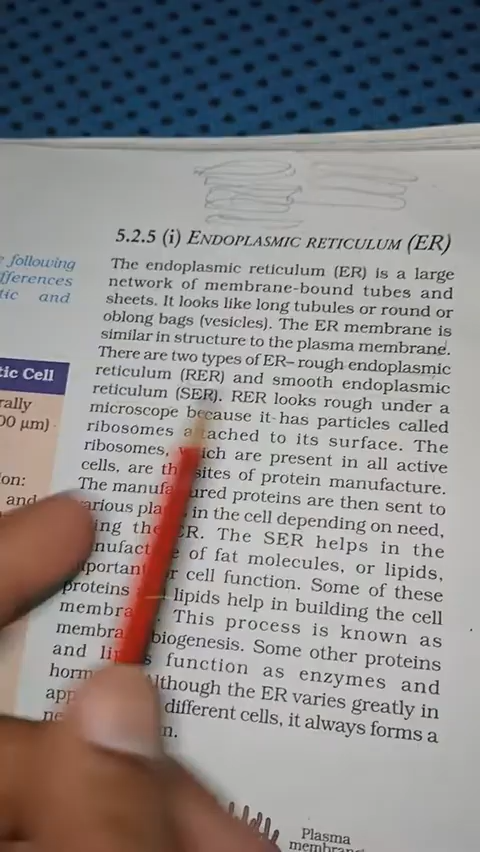 5.2.5 (i) ENDOPLASMIC RETICULUM (ER)
following
fferences
tic and
The endoplasmic reticulum (ER) is a large
network of membrane-bound tubes and
sheets. It looks like long tubules or round or
oblong bags (vesicles). The ER membrane is
similar in structure to the plasma membrane.
There are two types of ER– rough endoplasmic
reticulum (RER) and smooth endoplasmic
reticulum (SER). RER looks rough under a
microscope because it has particles called
ribosomes attached to its surface. The
ribosomes, which are present in all active
cells, are the sites of protein manufacture.
The manufactured proteins are then sent to
various in the cell depending on need,
the ER. The SER helps in the
of fat molecules, or lipids,
cell function. Some of these
proteins lipids help in building the cell
This process is known as
biogenesis. Some other proteins
and function as enzymes and
Although the ER varies greatly in
different cells, it always forms a
tic Cell
rally
00 µm)
ion:
and
Plasma
membrane